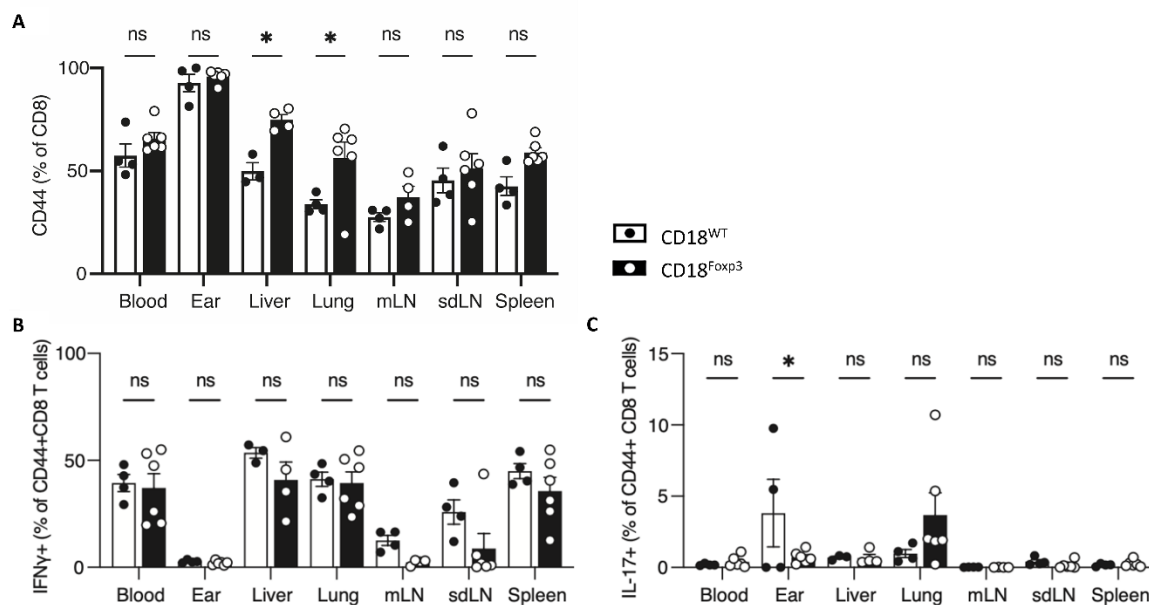 A
ns ns * * ns ns ns
CD44 (% of CD8)
100
50
0
Blood Ear Liver Lung mLN sdLN Spleen
CD18WT
CD18Foxp3
B
IFNγ+ (% of CD44+CD8 T cells)
100
50
0
ns ns ns ns ns ns ns
Blood Ear Liver Lung mLN sdLN Spleen
C
IL-17+ (% of CD44+ CD8 T cells)
15
10
5
0
ns * ns ns ns ns ns
Blood Ear Liver Lung mLN sdLN Spleen